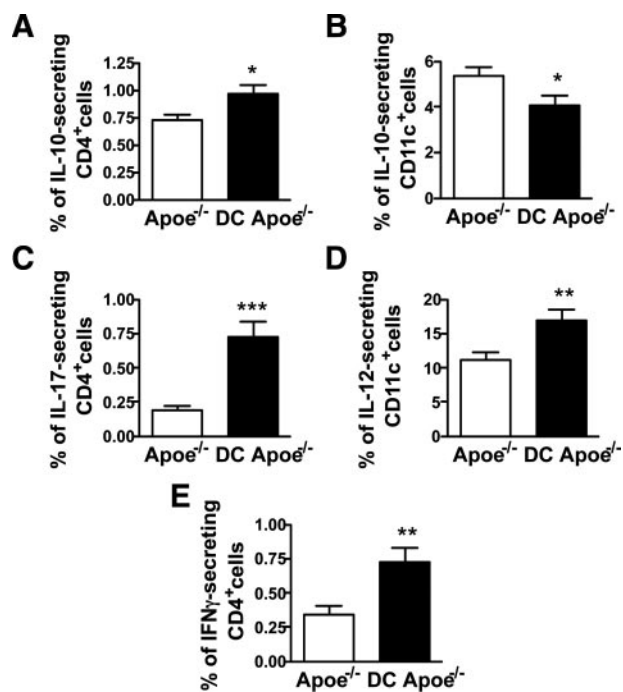 A
% of IL-10-secreting
CD4+cells
1.25
1.00
0.75
0.50
0.25
0.00
*
Apoe-/- DC Apoe-/-
B
% of IL-10-secreting
CD11c+cells
6
4
2
0
*
Apoe-/- DC Apoe-/-
C
% of IL-17-secreting
CD4+cells
1.00
0.75
0.50
0.25
0.00
***
Apoe-/- DC Apoe-/-
D
% of IL-12-secreting
CD11c+cells
20
15
10
5
0
**
Apoe-/- DC Apoe-/-
E
% of IFNγ-secreting
CD4+cells
1.00
0.75
0.50
0.25
0.00
**
Apoe-/- DC Apoe-/-